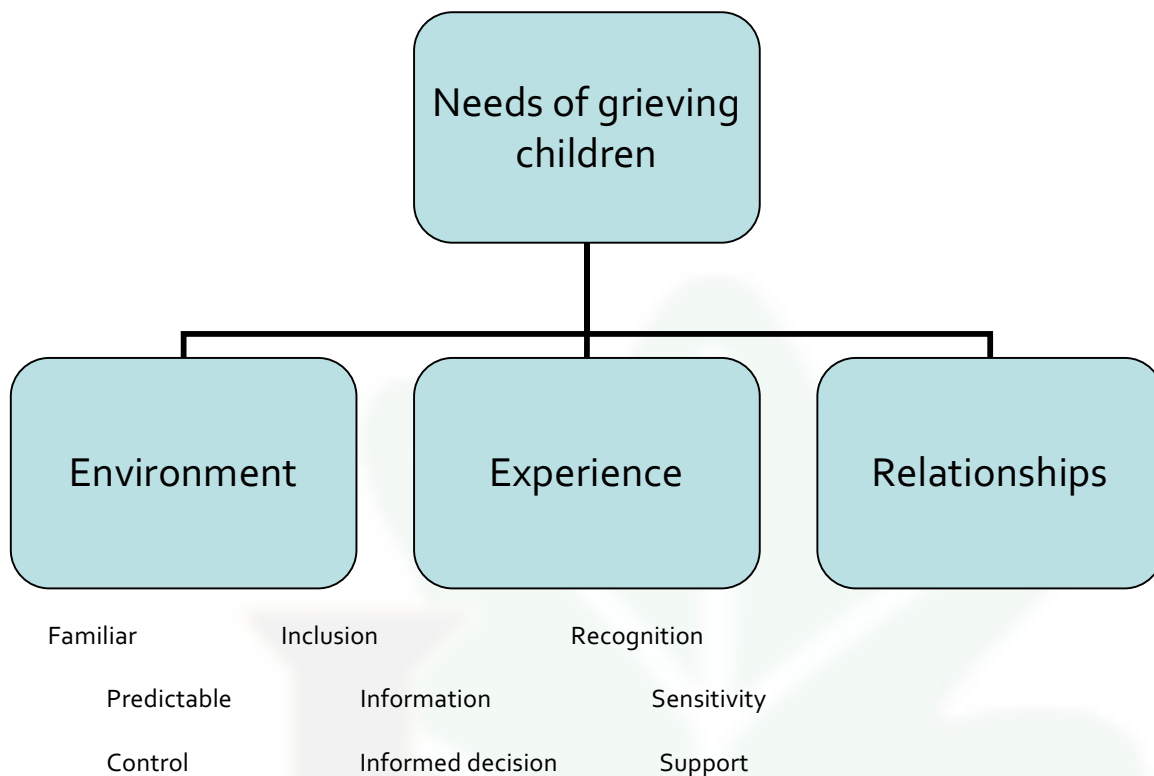 Needs of grieving
children
Environment Experience Relationships
Familiar Inclusion Recognition
Predictable Information Sensitivity
Control Informed decision Support